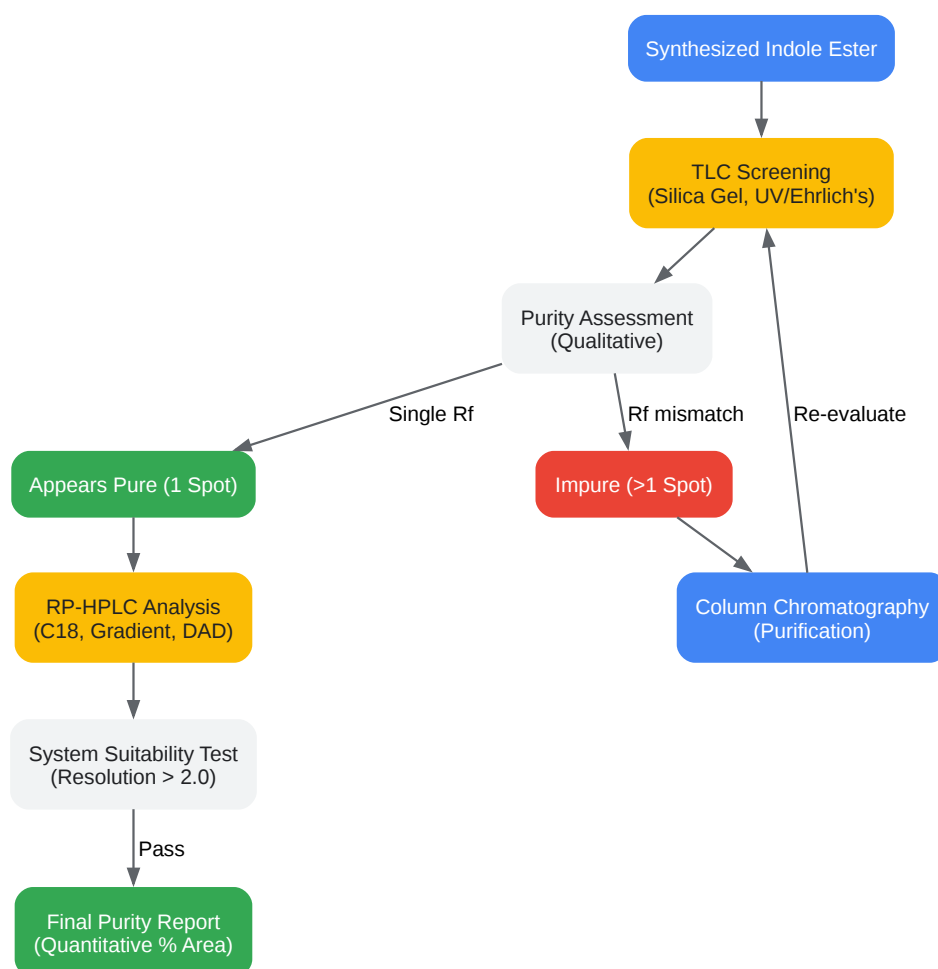 Synthesized Indole Ester
TLC Screening
(Silica Gel, UV/Ehrlich's)
Purity Assessment
(Qualitative)
Single Rf
Rf mismatch
Re-evaluate
Appears Pure (1 Spot)
Impure (>1 Spot)
RP-HPLC Analysis
(C18, Gradient, DAD)
Column Chromatography
(Purification)
System Suitability Test
(Resolution > 2.0)
Pass
Final Purity Report
(Quantitative % Area)